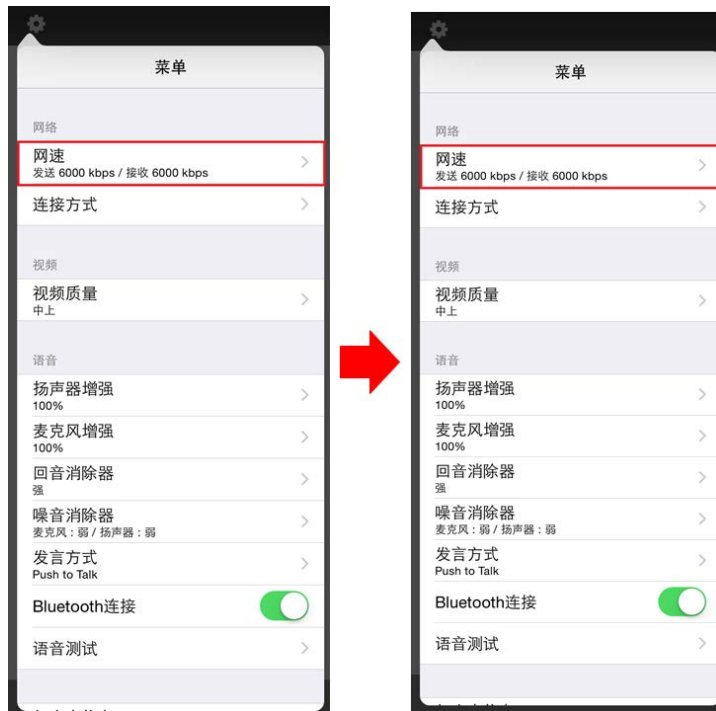 菜单
网络
网速
发送 6000 kbps / 接收 6000 kbps
连接方式
视频
视频质量
中上
语音
扬声器增强
100%
麦克风增强
100%
回音消除器
强
噪音消除器
麦克风：弱 / 扬声器：弱
发言方式
Push to Talk
Bluetooth连接
语音测试
菜单
网络
网速
发送 6000 kbps / 接收 6000 kbps
连接方式
视频
视频质量
中上
语音
扬声器增强
100%
麦克风增强
100%
回音消除器
强
噪音消除器
麦克风：弱 / 扬声器：弱
发言方式
Push to Talk
Bluetooth连接
语音测试